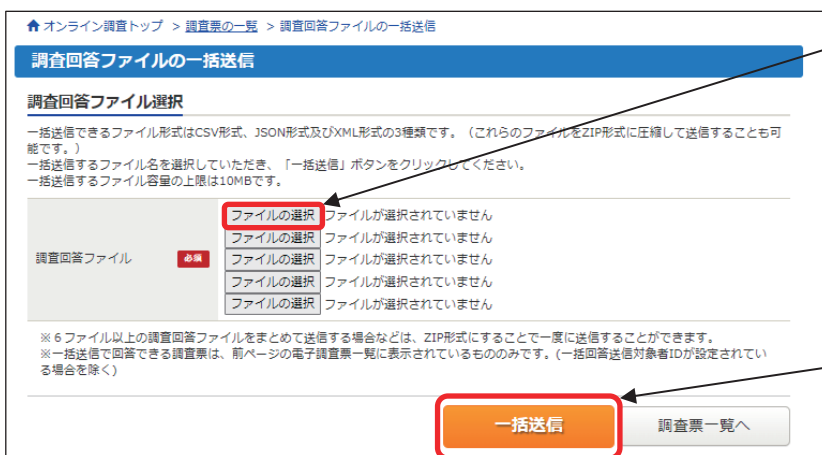 オンライン調査トップ > 調査票の一覧 > 調査回答ファイルの一括送信
調査回答ファイルの一括送信
調査回答ファイル選択
一括送信できるファイル形式はCSV形式、JSON形式及びXML形式の3種類です。（これらのファイルをZIP形式に圧縮して送信することも可
能です。）
一括送信するファイル名を選択していただき、「一括送信」ボタンをクリックしてください。
一括送信するファイル容量の上限は10MBです。
調査回答ファイル 必須
ファイルの選択 ファイルが選択されていません
ファイルの選択 ファイルが選択されていません
ファイルの選択 ファイルが選択されていません
ファイルの選択 ファイルが選択されていません
ファイルの選択 ファイルが選択されていません
※６ファイル以上の調査回答ファイルをまとめて送信する場合などは、ZIP形式にすることで一度に送信することができます。
※一括送信で回答できる調査票は、前ページの電子調査票一覧に表示されているもののみです。(一括回答送信対象者IDが設定されてい
る場合を除く)
一括送信 調査票一覧へ